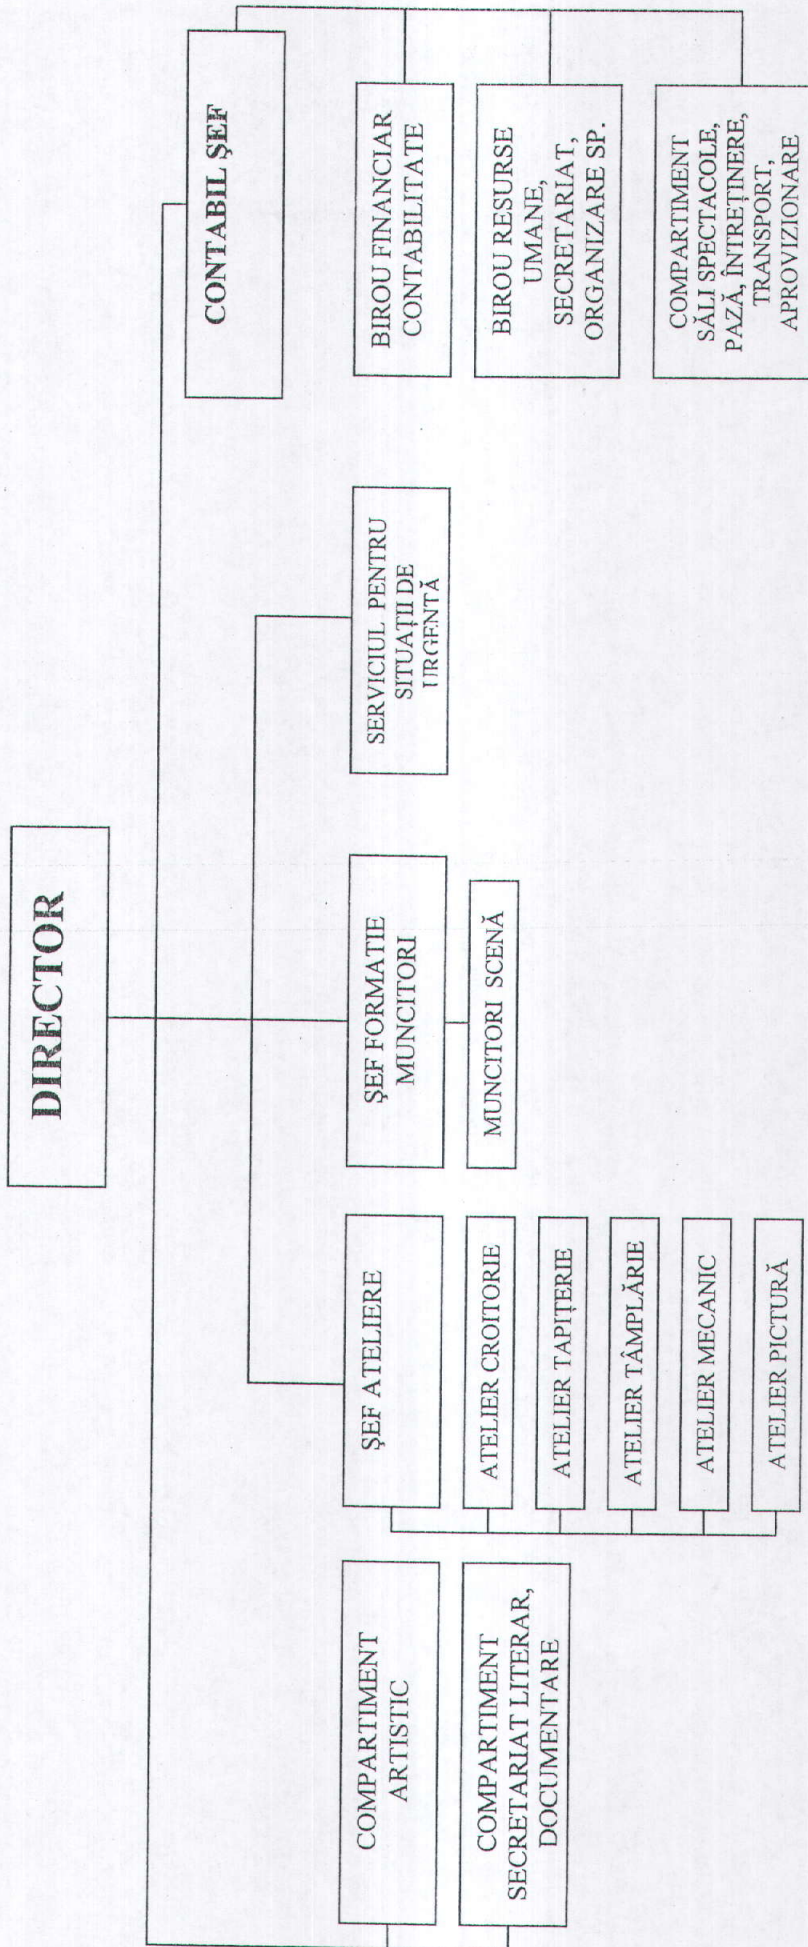 DIRECTOR
CONTABIL ŞEF
COMPARTIMENT
ARTISTIC
COMPARTIMENT
SECRETARIAT LITERAR,
DOCUMENTARE
ŞEF ATELIERE
ATELIER CROITORIE
ATELIER TAPIŢERIE
ATELIER TÂMPLĂRIE
ATELIER MECANIC
ATELIER PICTURĂ
ŞEF FORMATIE
MUNCITORI
MUNCITORI SCENĂ
SERVICIUL PENTRU
SITUAŢII DE
URGENTĂ
BIROU FINANCIAR
CONTABILITATE
BIROU RESURSE
UMANE,
SECRETARIAT,
ORGANIZARE SP.
COMPARTIMENT
SĂLI SPECTACOLE,
PAZĂ, ÎNTREŢINERE,
TRANSPORT,
APROVIZIONARE